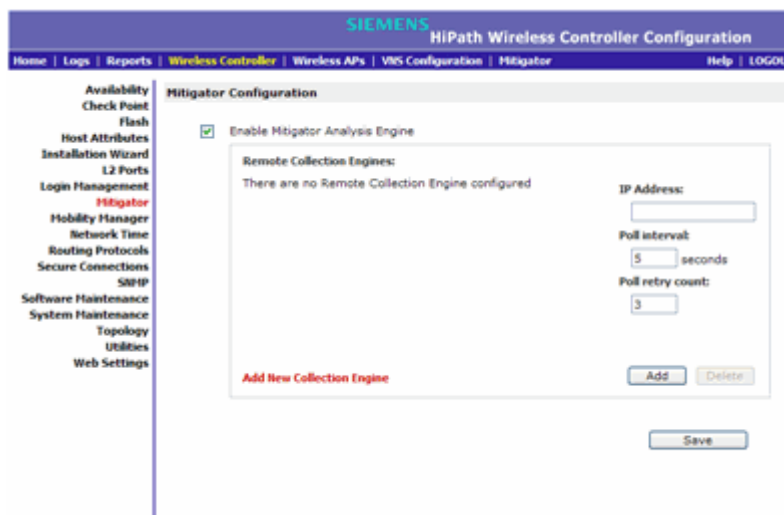 SIEMENS
HiPath Wireless Controller Configuration
Home | Logs | Reports | Wireless Controller | Wireless APs | VNS Configuration | Mitigator Help | LOGOU
Availability
Check Point
Flash
Host Attributes
Installation Wizard
L2 Ports
Login Management
Mitigator
Mobility Manager
Network Time
Routing Protocols
Secure Connections
SNMP
Software Maintenance
System Maintenance
Topology
Utilities
Web Settings
Mitigator Configuration
Enable Mitigator Analysis Engine
Remote Collection Engines:
There are no Remote Collection Engine configured
IP Address:
Poll interval:
5 seconds
Poll retry count:
3
Add New Collection Engine
Add Delete
Save